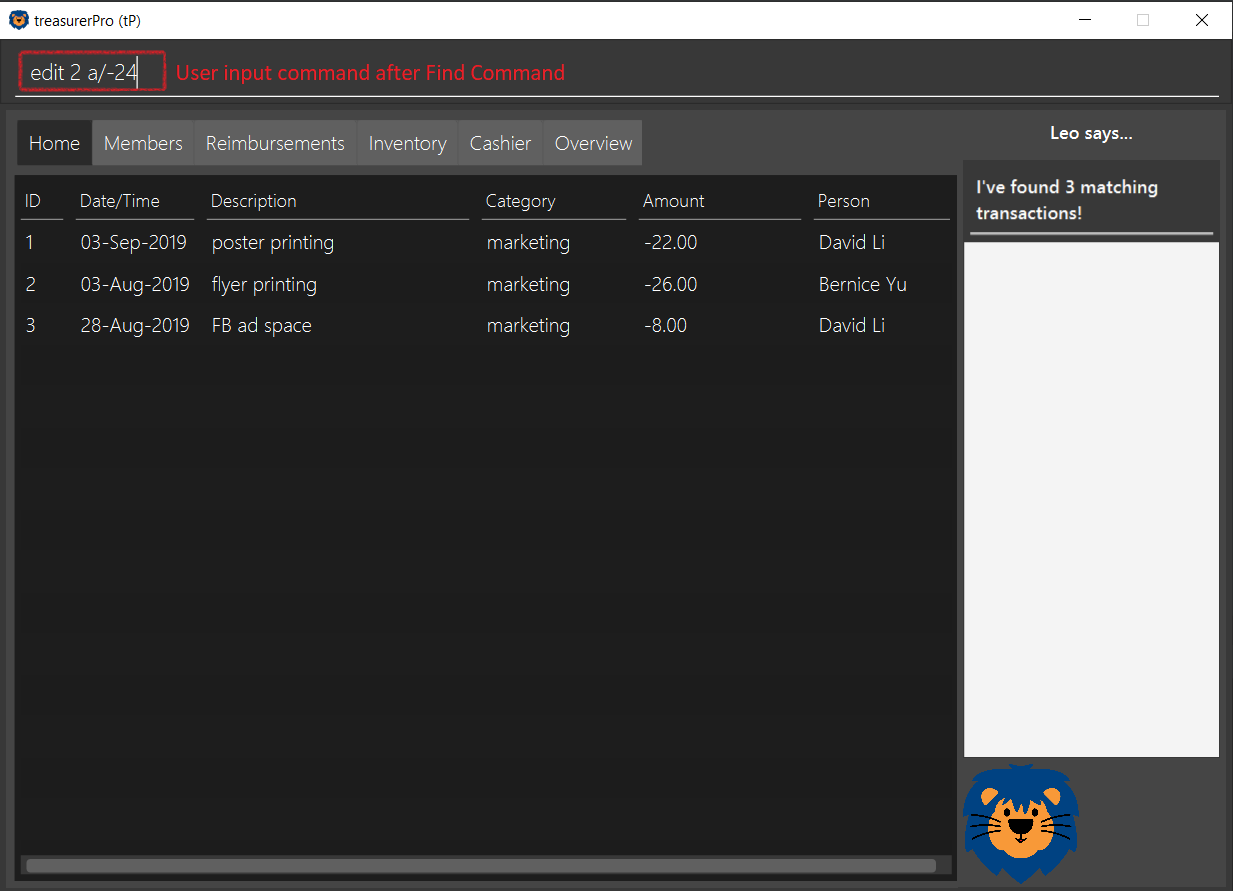 treasurerPro (tP)
edit 2 a/-24 User input command after Find Command
Home Members Reimbursements Inventory Cashier Overview
Leo says...
I've found 3 matching
transactions!
ID Date/Time Description Category Amount Person
1 03-Sep-2019 poster printing marketing -22.00 David Li
2 03-Aug-2019 flyer printing marketing -26.00 Bernice Yu
3 28-Aug-2019 FB ad space marketing -8.00 David Li